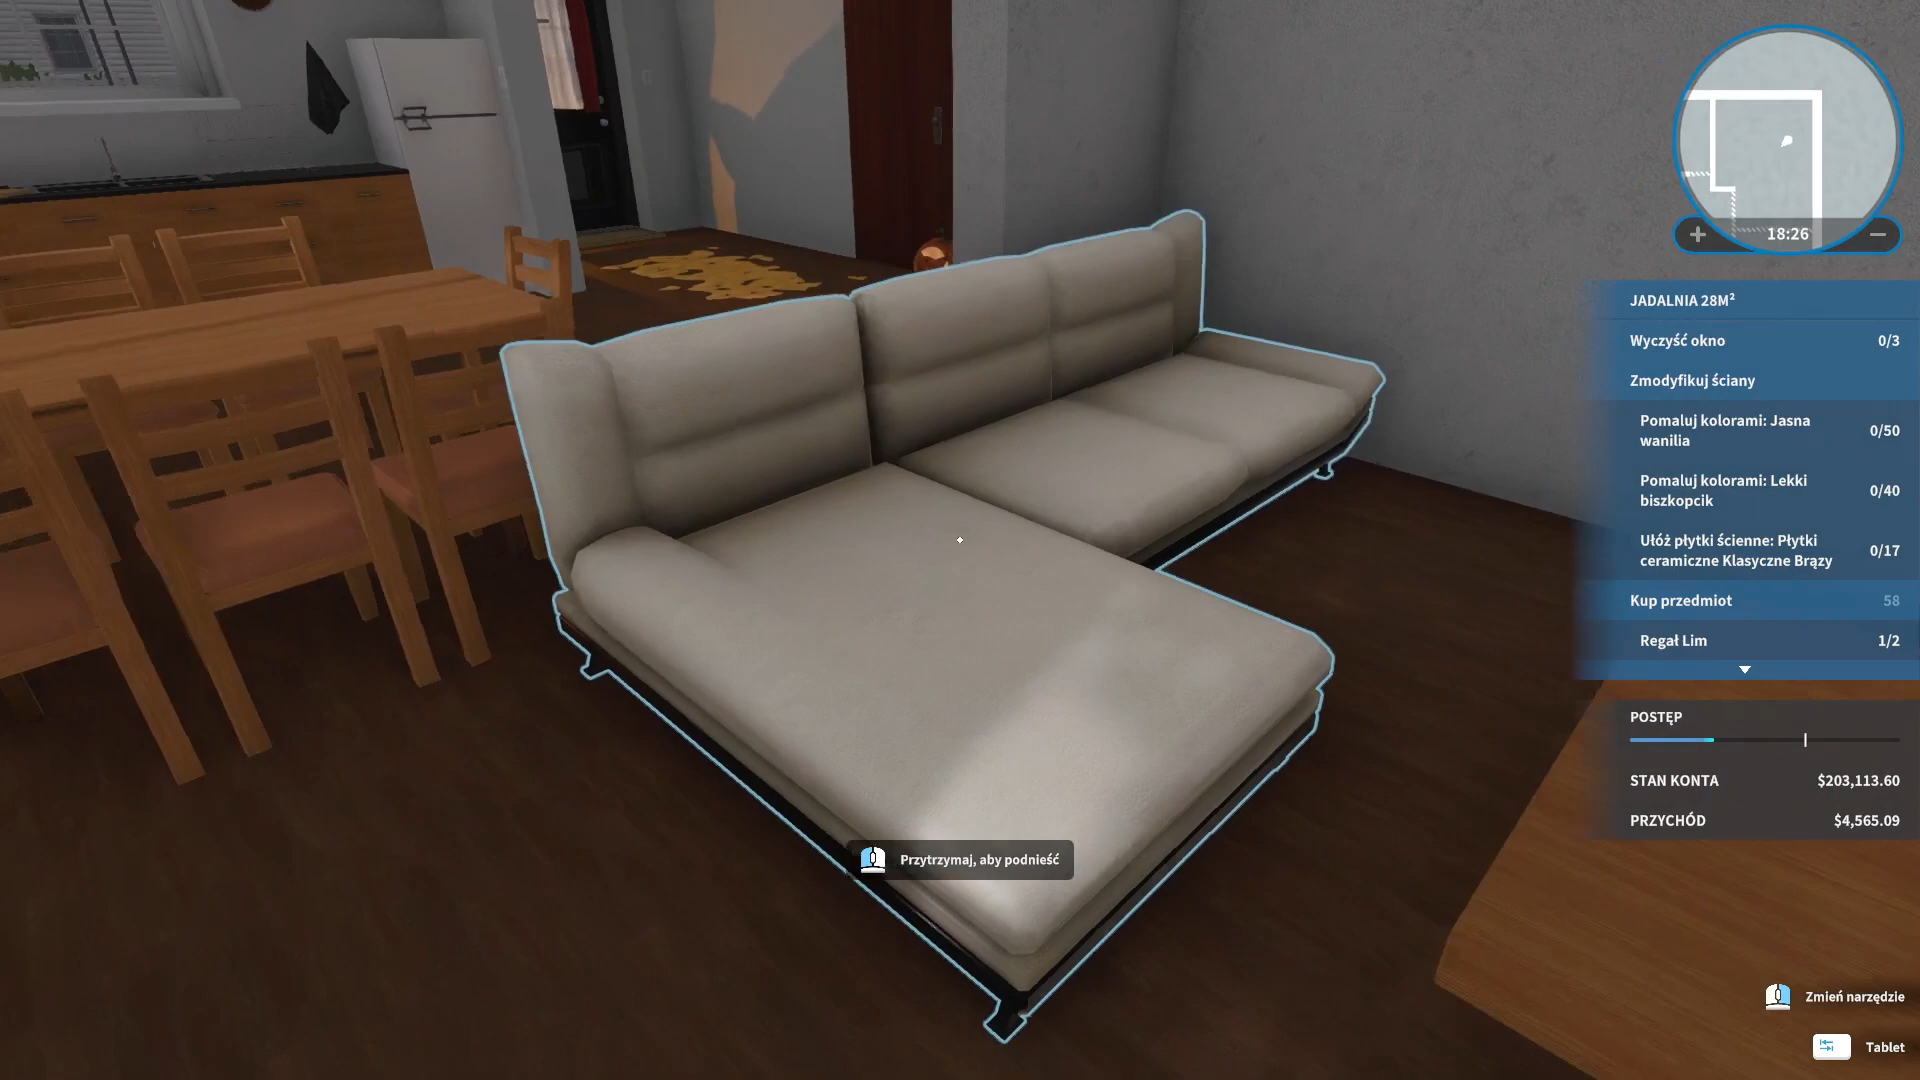 18:26
JADALNIA 28M²
Wyczyść okno 0/3
Zmodyfikuj ściany
Pomaluj kolorami: Jasna
wanilia 0/50
Pomaluj kolorami: Lekki
biszkopcik 0/40
Ułóż płytki ścienne: Płytki
ceramiczne Klasyczne Brązy 0/17
Kup przedmiot 58
Regał Lim 1/2
POSTĘP
STAN KONTA $203,113.60
PRZYCHÓD $4,565.09
Przytrzymaj, aby podnieść
Zmień narzędzie
Tablet